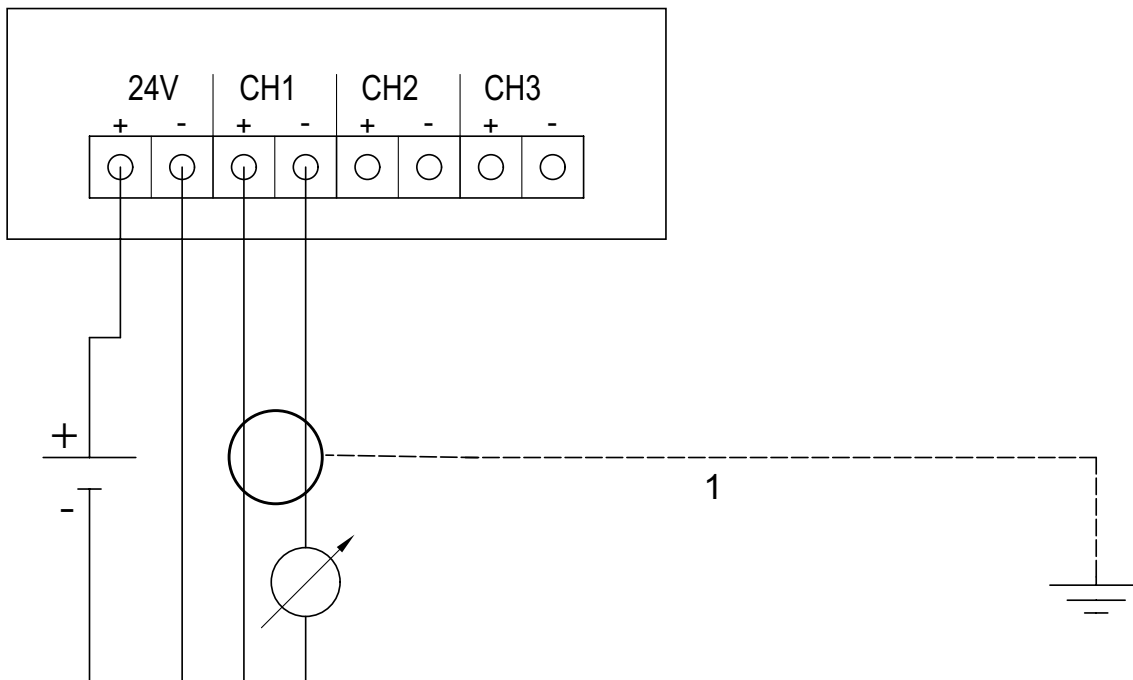 24V CH1 CH2 CH3
+ - + - + - + -
+
-
1